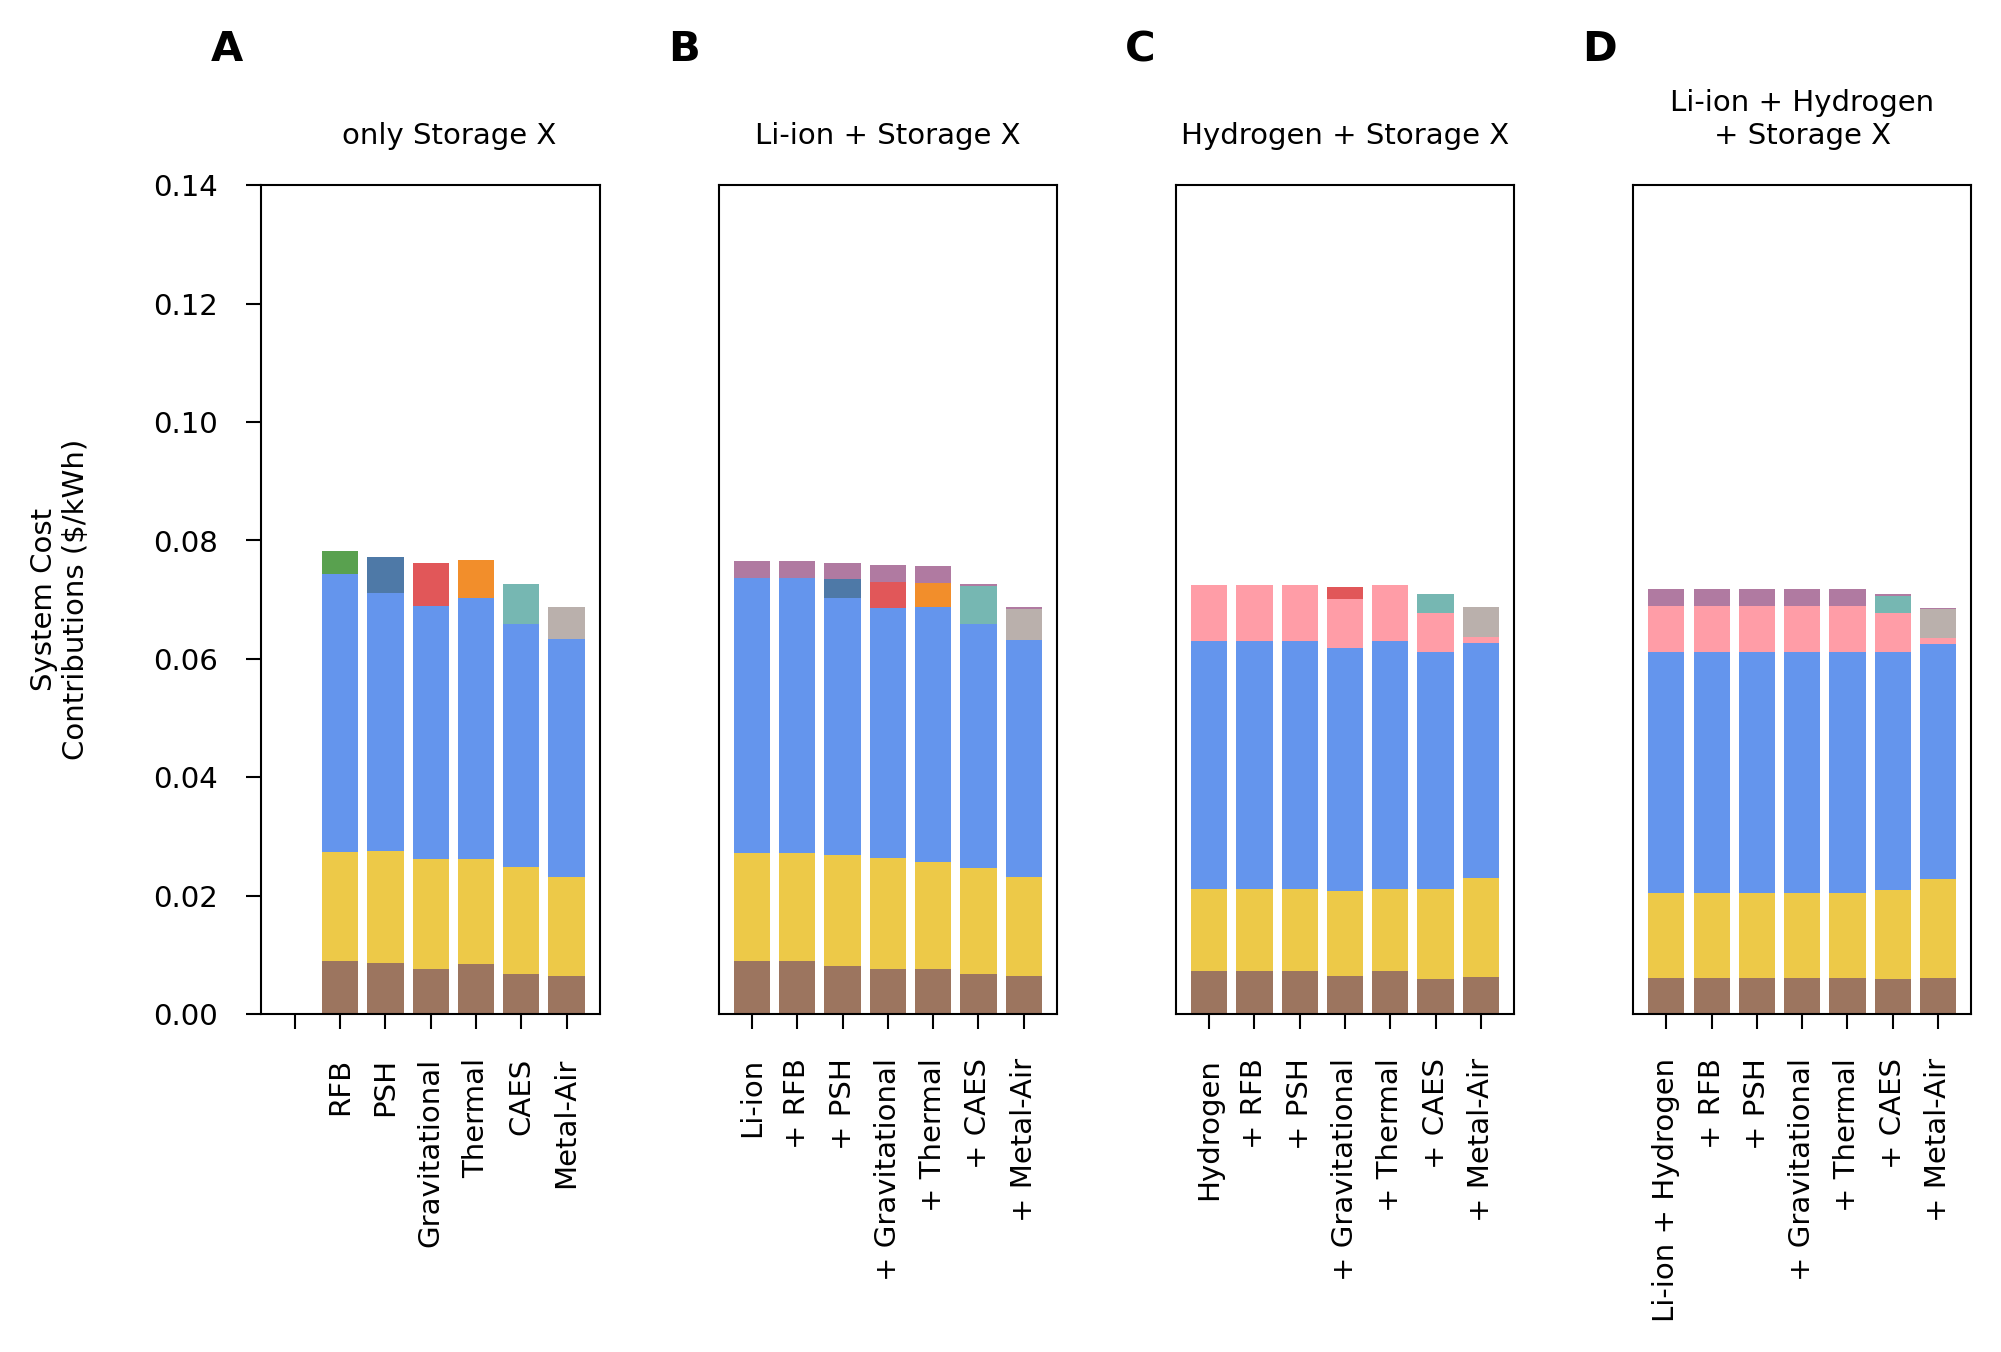 A
B
C
D
only Storage X
Li-ion + Storage X
Hydrogen + Storage X
Li-ion + Hydrogen
+ Storage X
System Cost
Contributions ($/kWh)
0.14
0.12
0.10
0.08
0.06
0.04
0.02
0.00
RFB
PSH
Gravitational
Thermal
CAES
Metal-Air
Li-ion
+ RFB
+ PSH
+ Gravitational
+ Thermal
+ CAES
+ Metal-Air
Hydrogen
+ RFB
+ PSH
+ Gravitational
+ Thermal
+ CAES
+ Metal-Air
Li-ion + Hydrogen
+ RFB
+ PSH
+ Gravitational
+ Thermal
+ CAES
+ Metal-Air